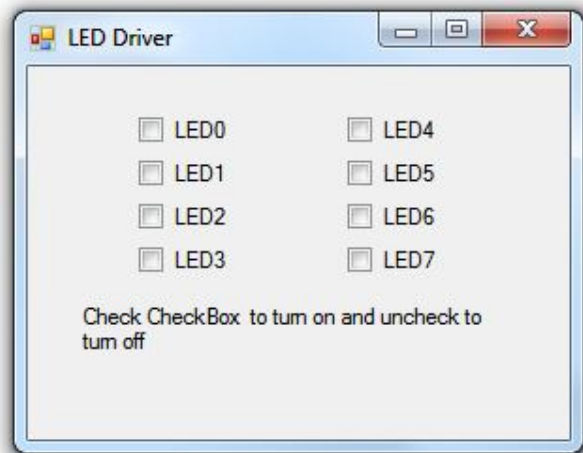 LED Driver
LED0 LED4
LED1 LED5
LED2 LED6
LED3 LED7
Check CheckBox to turn on and uncheck to
turn off